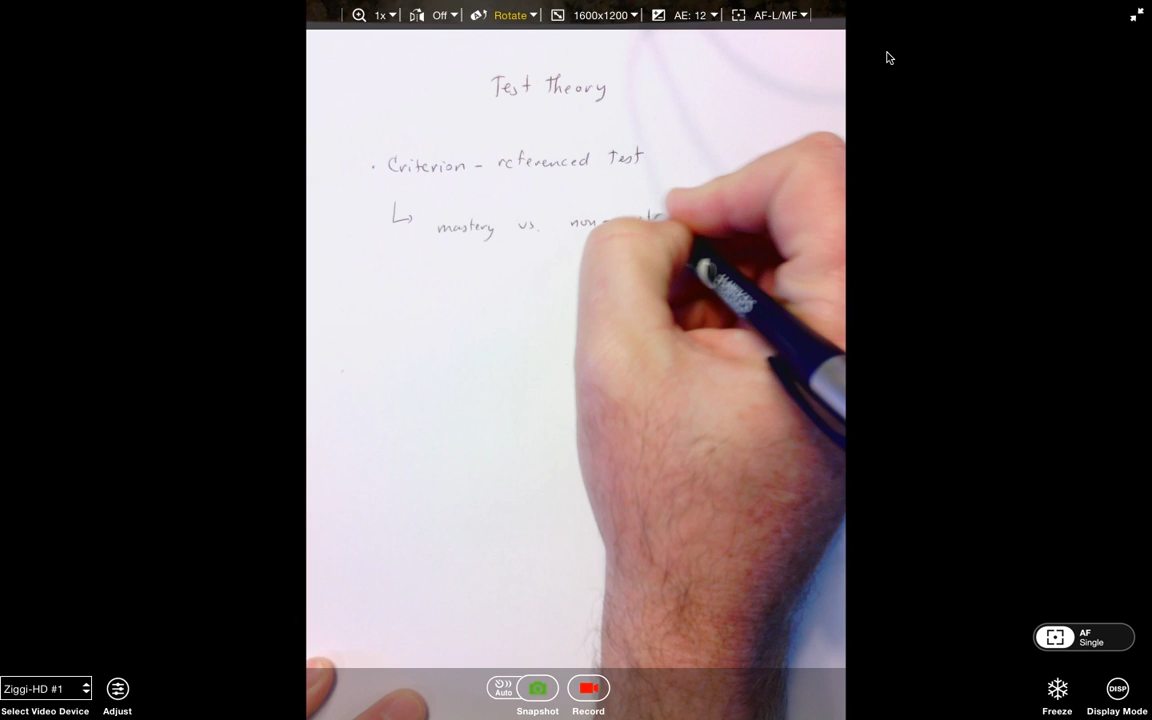 1x Off Rotate 1600x1200 AE: 12 AF-L/MF
Test theory
· Criterion - referenced Test
↳ mastery vs. non-
AF
Single
Ziggi-HD #1
Select Video Device
Adjust
Auto
Snapshot
Record
Freeze
DISP
Display Mode